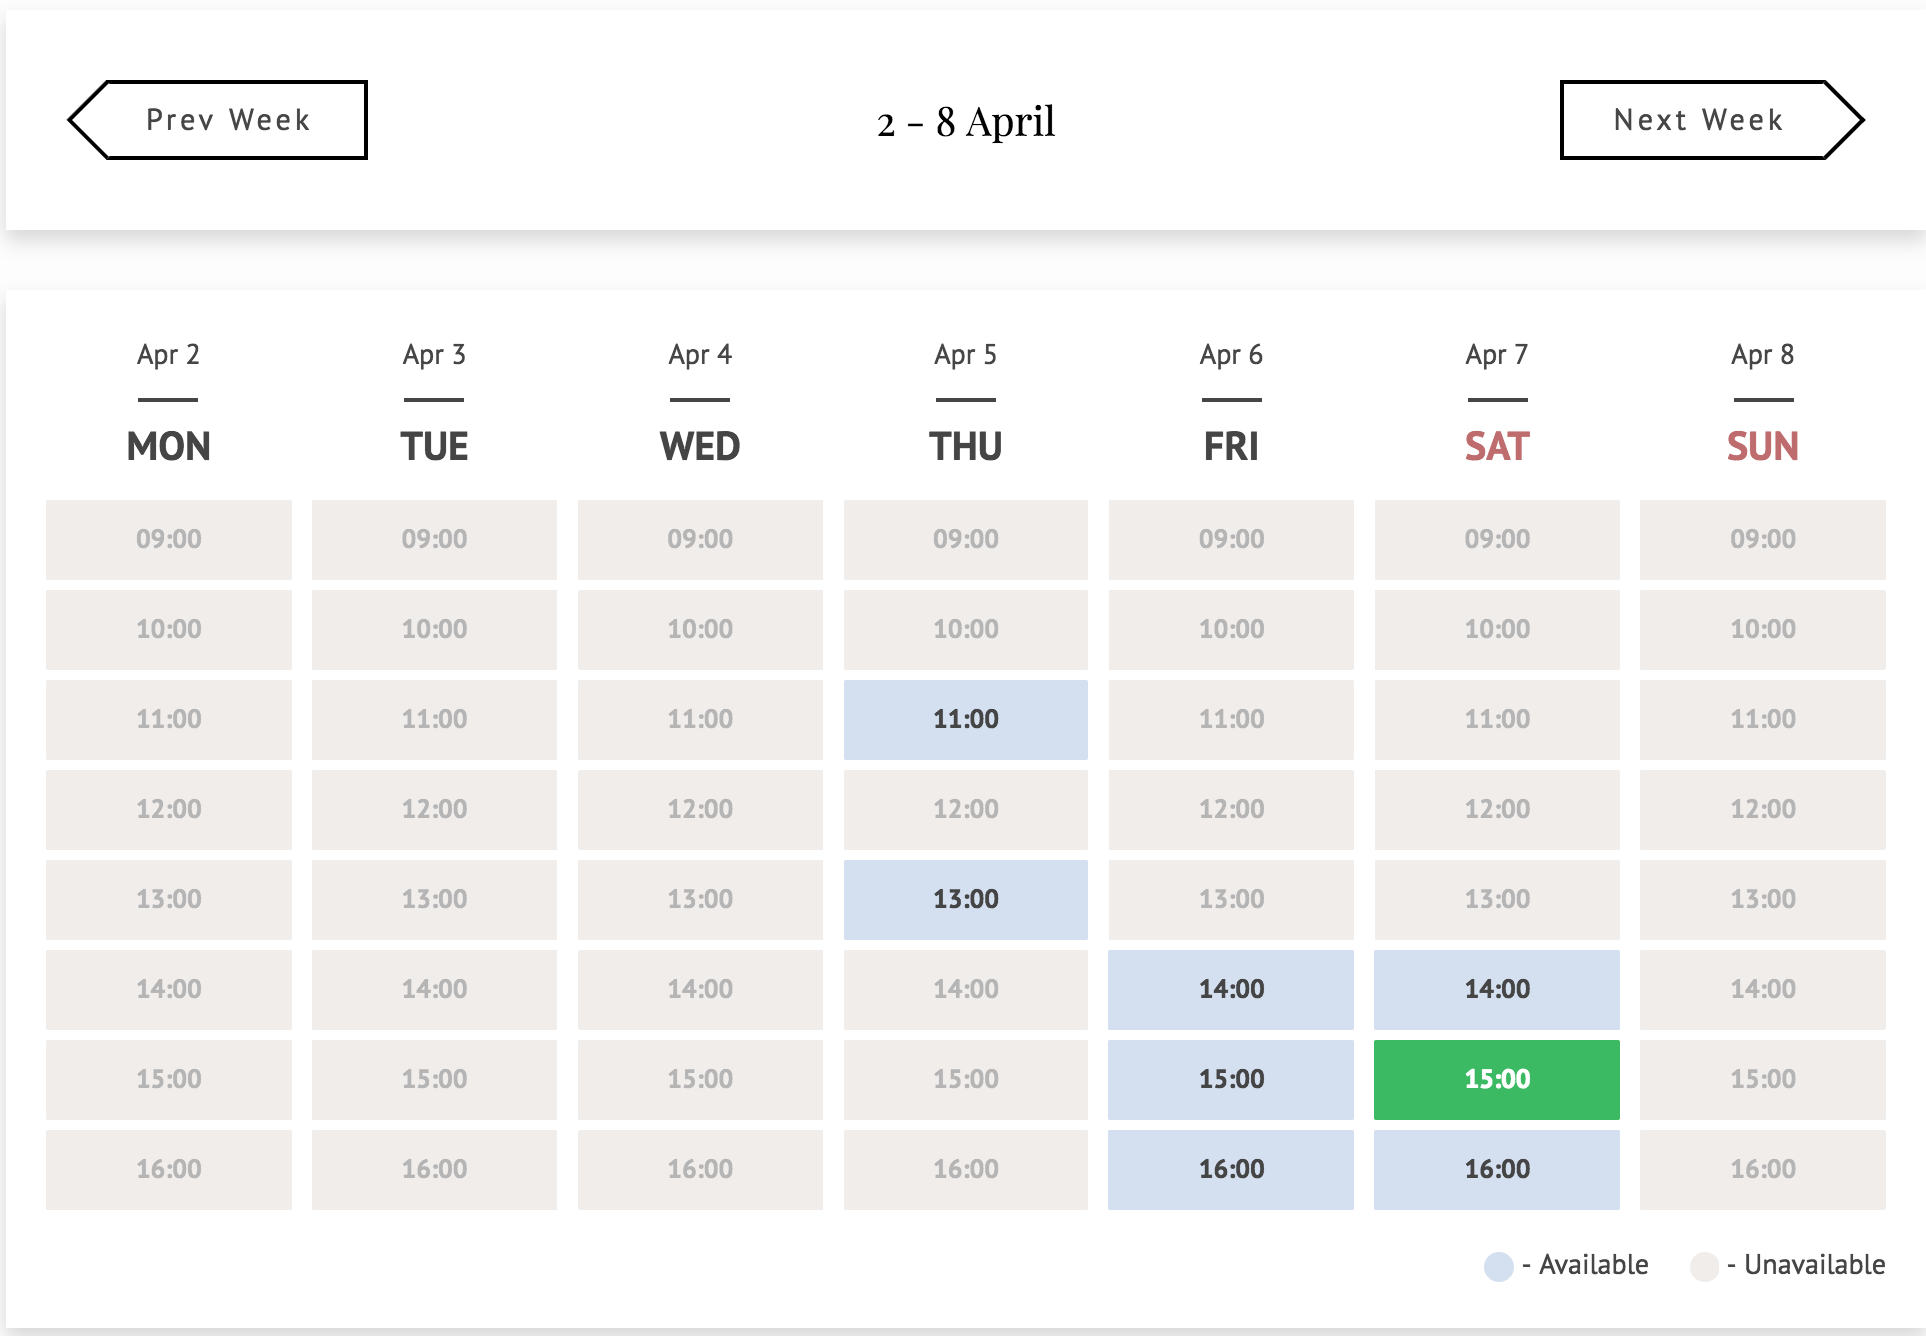 Prev Week
2 - 8 April
Next Week
Apr 2 Apr 3 Apr 4 Apr 5 Apr 6 Apr 7 Apr 8
MON TUE WED THU FRI SAT SUN
09:00 09:00 09:00 09:00 09:00 09:00 09:00
10:00 10:00 10:00 10:00 10:00 10:00 10:00
11:00 11:00 11:00 11:00 11:00 11:00 11:00
12:00 12:00 12:00 12:00 12:00 12:00 12:00
13:00 13:00 13:00 13:00 13:00 13:00 13:00
14:00 14:00 14:00 14:00 14:00 14:00 14:00
15:00 15:00 15:00 15:00 15:00 15:00 15:00
16:00 16:00 16:00 16:00 16:00 16:00 16:00
- Available - Unavailable